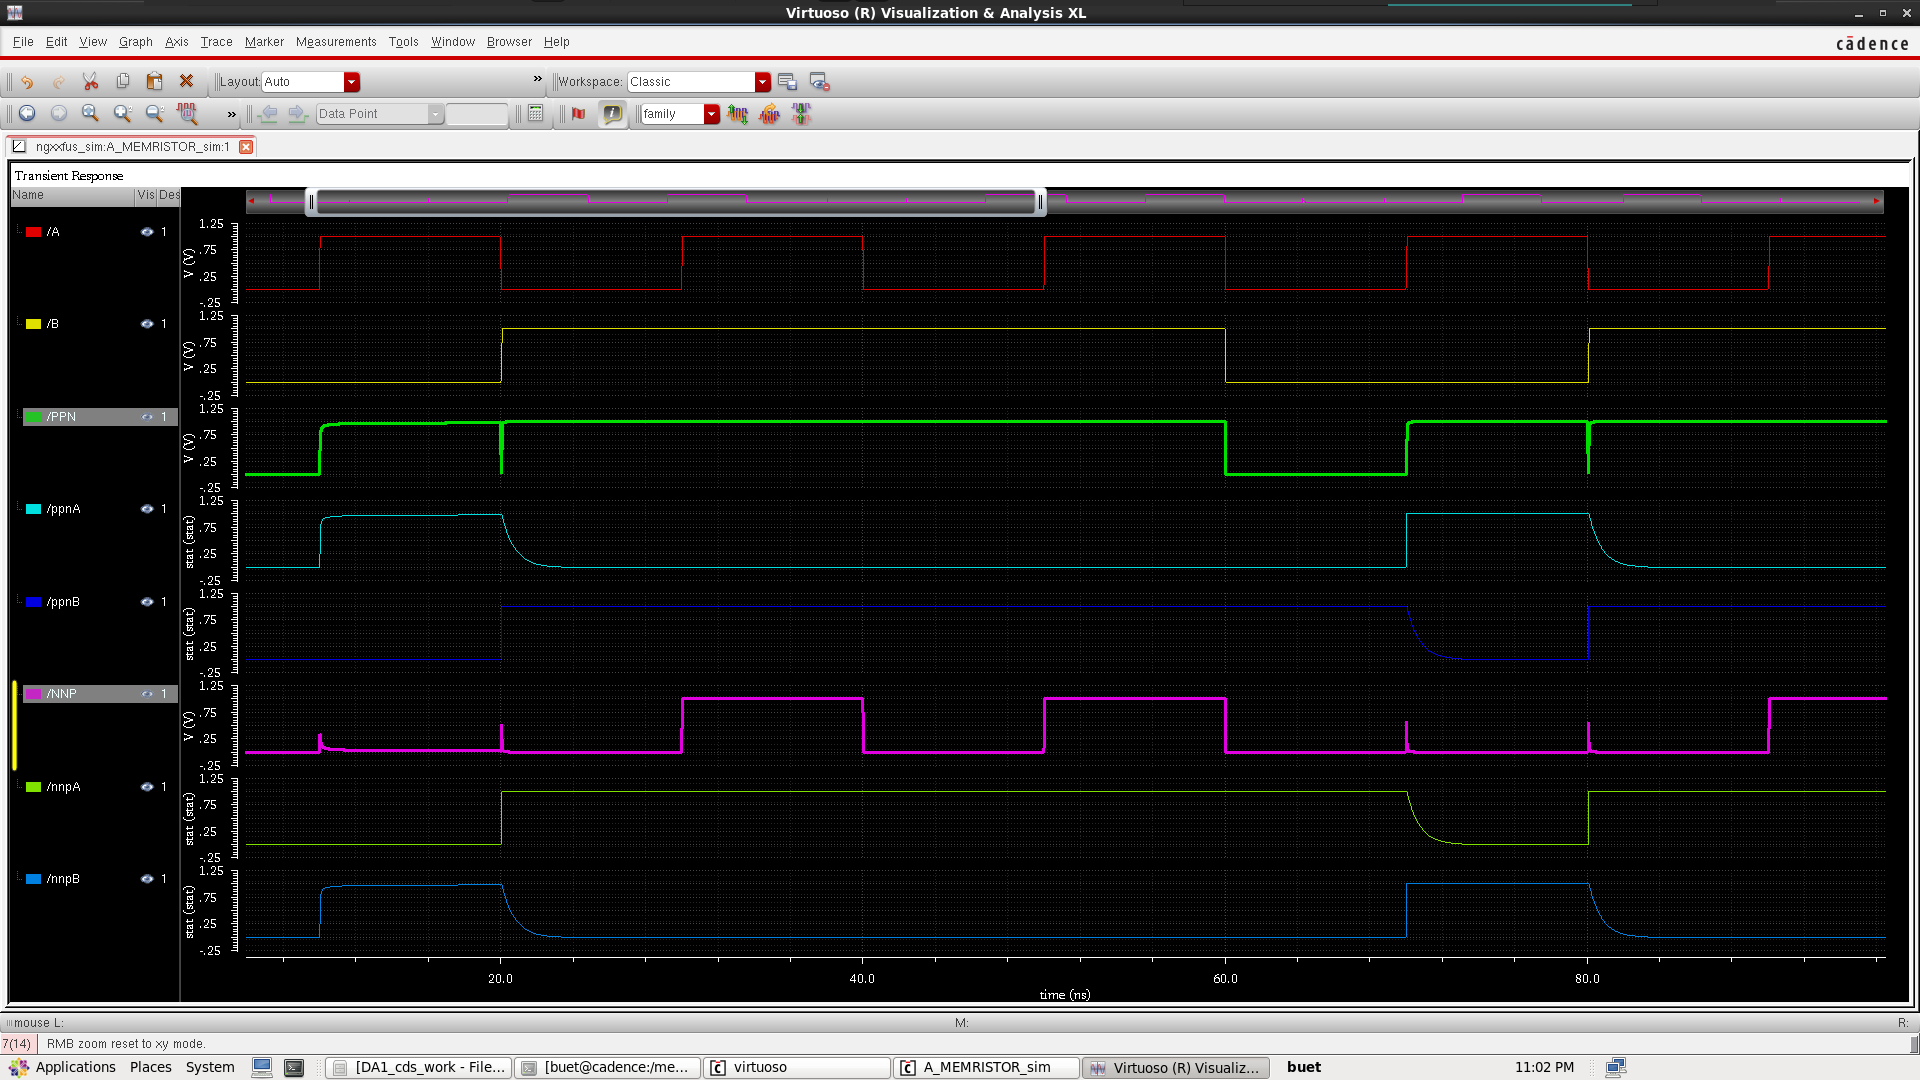 Virtuoso (R) Visualization & Analysis XL
File Edit View Graph Axis Trace Marker Measurements Tools Window Browser Help
cādence
Layout: Auto » Workspace: Classic
» Data Point family
ngxxfus_sim:A_MEMRISTOR_sim:1
Transient Response
Name Vis Des
/A 1
V (V)
1.25
.75
.25
-.25
/B 1
V (V)
1.25
.75
.25
-.25
/PPN 1
V (V)
1.25
.75
.25
-.25
/ppnA 1
stat (stat)
1.25
.75
.25
-.25
/ppnB 1
stat (stat)
1.25
.75
.25
-.25
/NNP 1
V (V)
1.25
.75
.25
-.25
/nnpA 1
stat (stat)
1.25
.75
.25
-.25
/nnpB 1
stat (stat)
1.25
.75
.25
-.25
20.0 40.0 60.0 80.0
time (ns)
mouse L: M: R:
7(14) RMB zoom reset to xy mode.
Applications Places System [DA1_cds_work - File... [buet@cadence:/me... virtuoso A_MEMRISTOR_sim Virtuoso (R) Visualiz... buet 11:02 PM